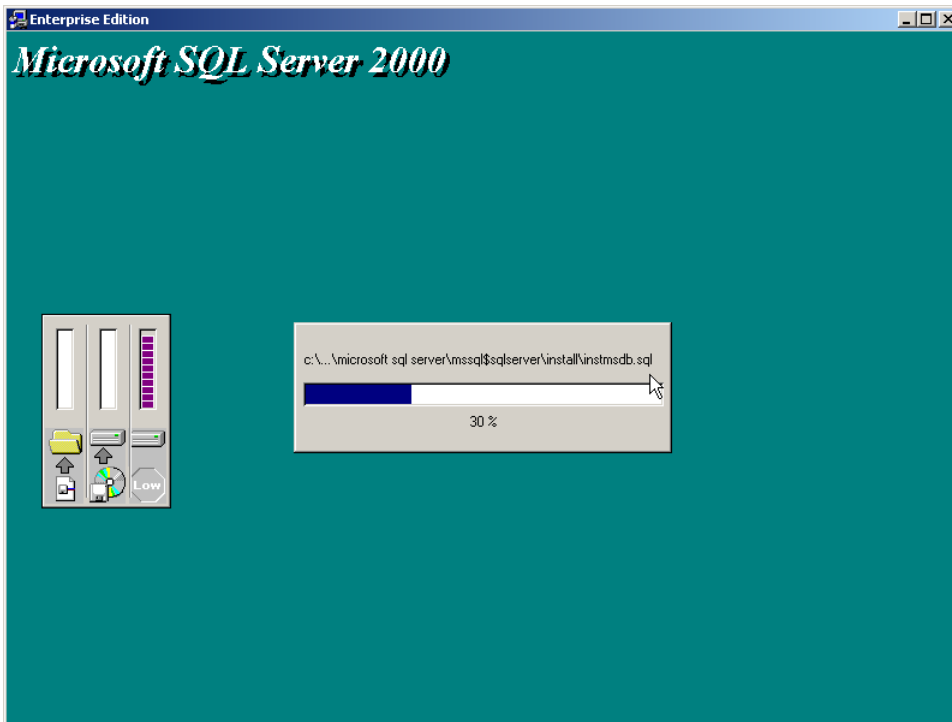 Enterprise Edition
Microsoft SQL Server 2000
c:\...\microsoft sql server\mssql$sqlserver\install\instmsdb.sql
30 %
Low